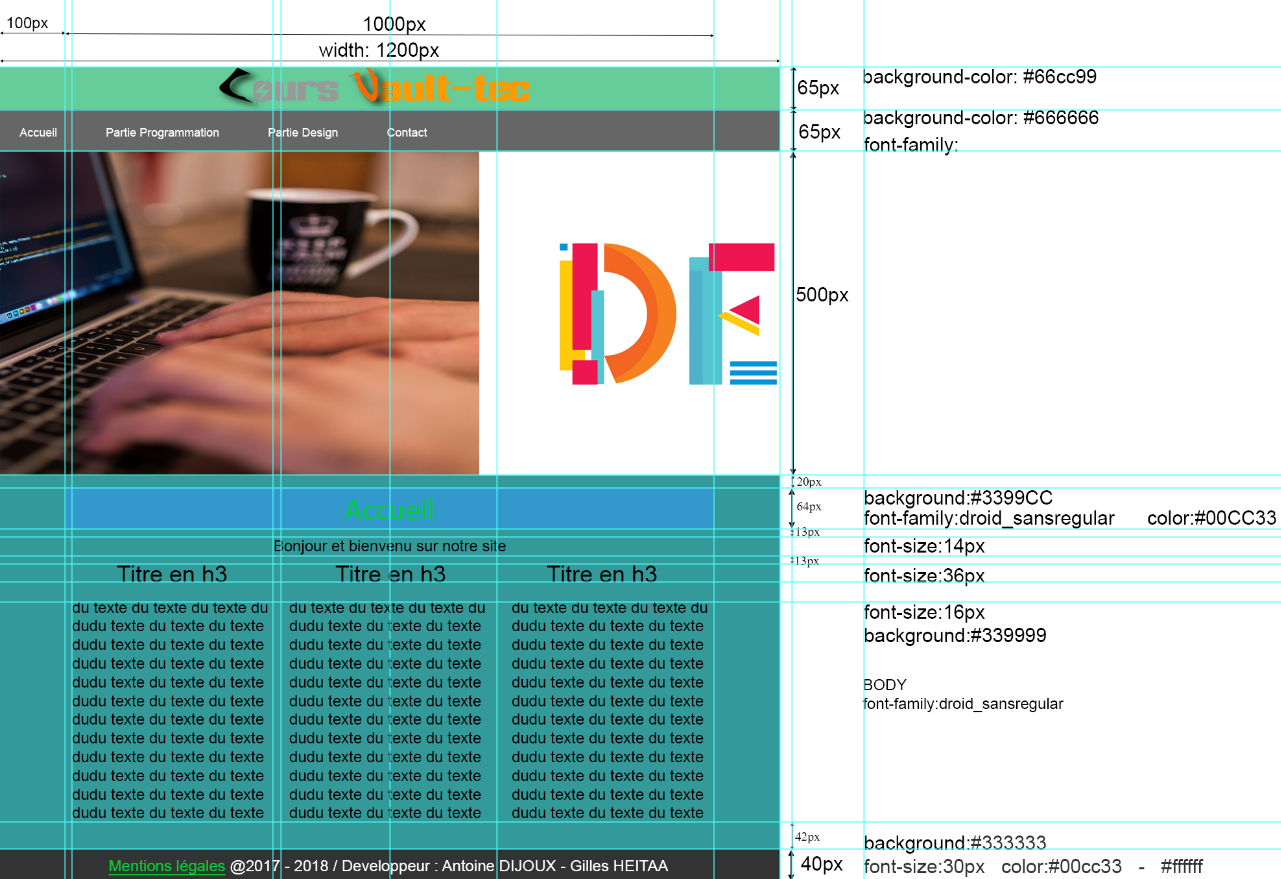 100px
1000px
width: 1200px
Cours Vault-tec
65px
background-color: #66cc99
Accueil Partie Programmation Partie Design Contact
65px
background-color: #666666
font-family:
KEEP
CALM
IDE
500px
20px
Accueil
64px
background:#3399CC
font-family:droid_sansregular color:#00CC33
13px
Bonjour et bienvenu sur notre site
font-size:14px
13px
Titre en h3 Titre en h3 Titre en h3
font-size:36px
du texte du texte du texte du du texte du texte du texte du du texte du texte du texte du
dudu texte du texte du texte dudu texte du texte du texte dudu texte du texte du texte
dudu texte du texte du texte dudu texte du texte du texte dudu texte du texte du texte
dudu texte du texte du texte dudu texte du texte du texte dudu texte du texte du texte
dudu texte du texte du texte dudu texte du texte du texte dudu texte du texte du texte
dudu texte du texte du texte dudu texte du texte du texte dudu texte du texte du texte
dudu texte du texte du texte dudu texte du texte du texte dudu texte du texte du texte
dudu texte du texte du texte dudu texte du texte du texte dudu texte du texte du texte
dudu texte du texte du texte dudu texte du texte du texte dudu texte du texte du texte
dudu texte du texte du texte dudu texte du texte du texte dudu texte du texte du texte
dudu texte du texte du texte dudu texte du texte du texte dudu texte du texte du texte
dudu texte du texte du texte dudu texte du texte du texte dudu texte du texte du texte
font-size:16px
background:#339999
BODY
font-family:droid_sansregular
42px
background:#333333
Mentions légales @2017 - 2018 / Developpeur : Antoine DIJOUX - Gilles HEITAA
40px
font-size:30px color:#00cc33 - #ffffff